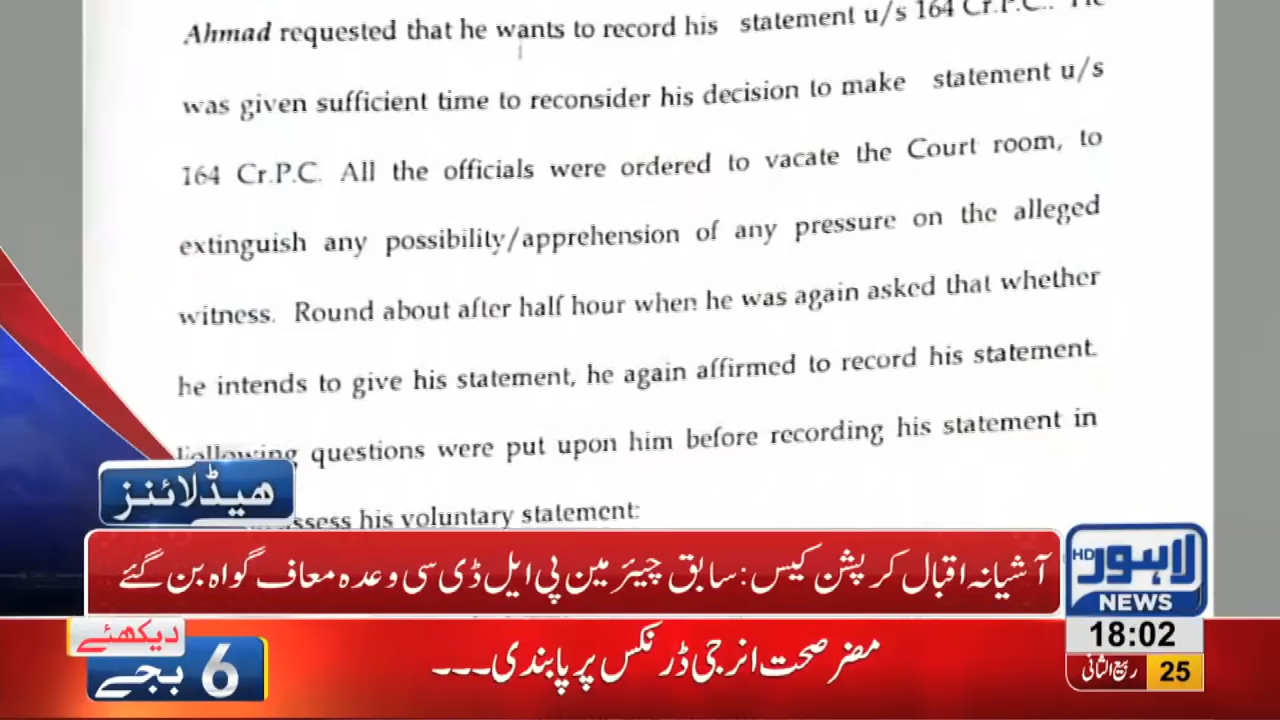 Ahmad requested that he wants to record his statement u/s 164 Cr.P.C.. He
was given sufficient time to reconsider his decision to make statement u/s
164 Cr.P.C. All the officials were ordered to vacate the Court room, to
extinguish any possibility/apprehension of any pressure on the alleged
witness. Round about after half hour when he was again asked that whether
he intends to give his statement, he again affirmed to record his statement.
Following questions were put upon him before recording his statement in
assess his voluntary statement:
ہیڈلائنز
آشیانہ اقبال کرپشن کیس: سابق چیئرمین پی ایل ڈی سی وعدہ معاف گواہ بن گئے
HD لاہور
NEWS
18:02
25 ربیع الثانی
دیکھئے
6 بجے
مضر صحت انرجی ڈرنکس پر پابندی۔۔۔